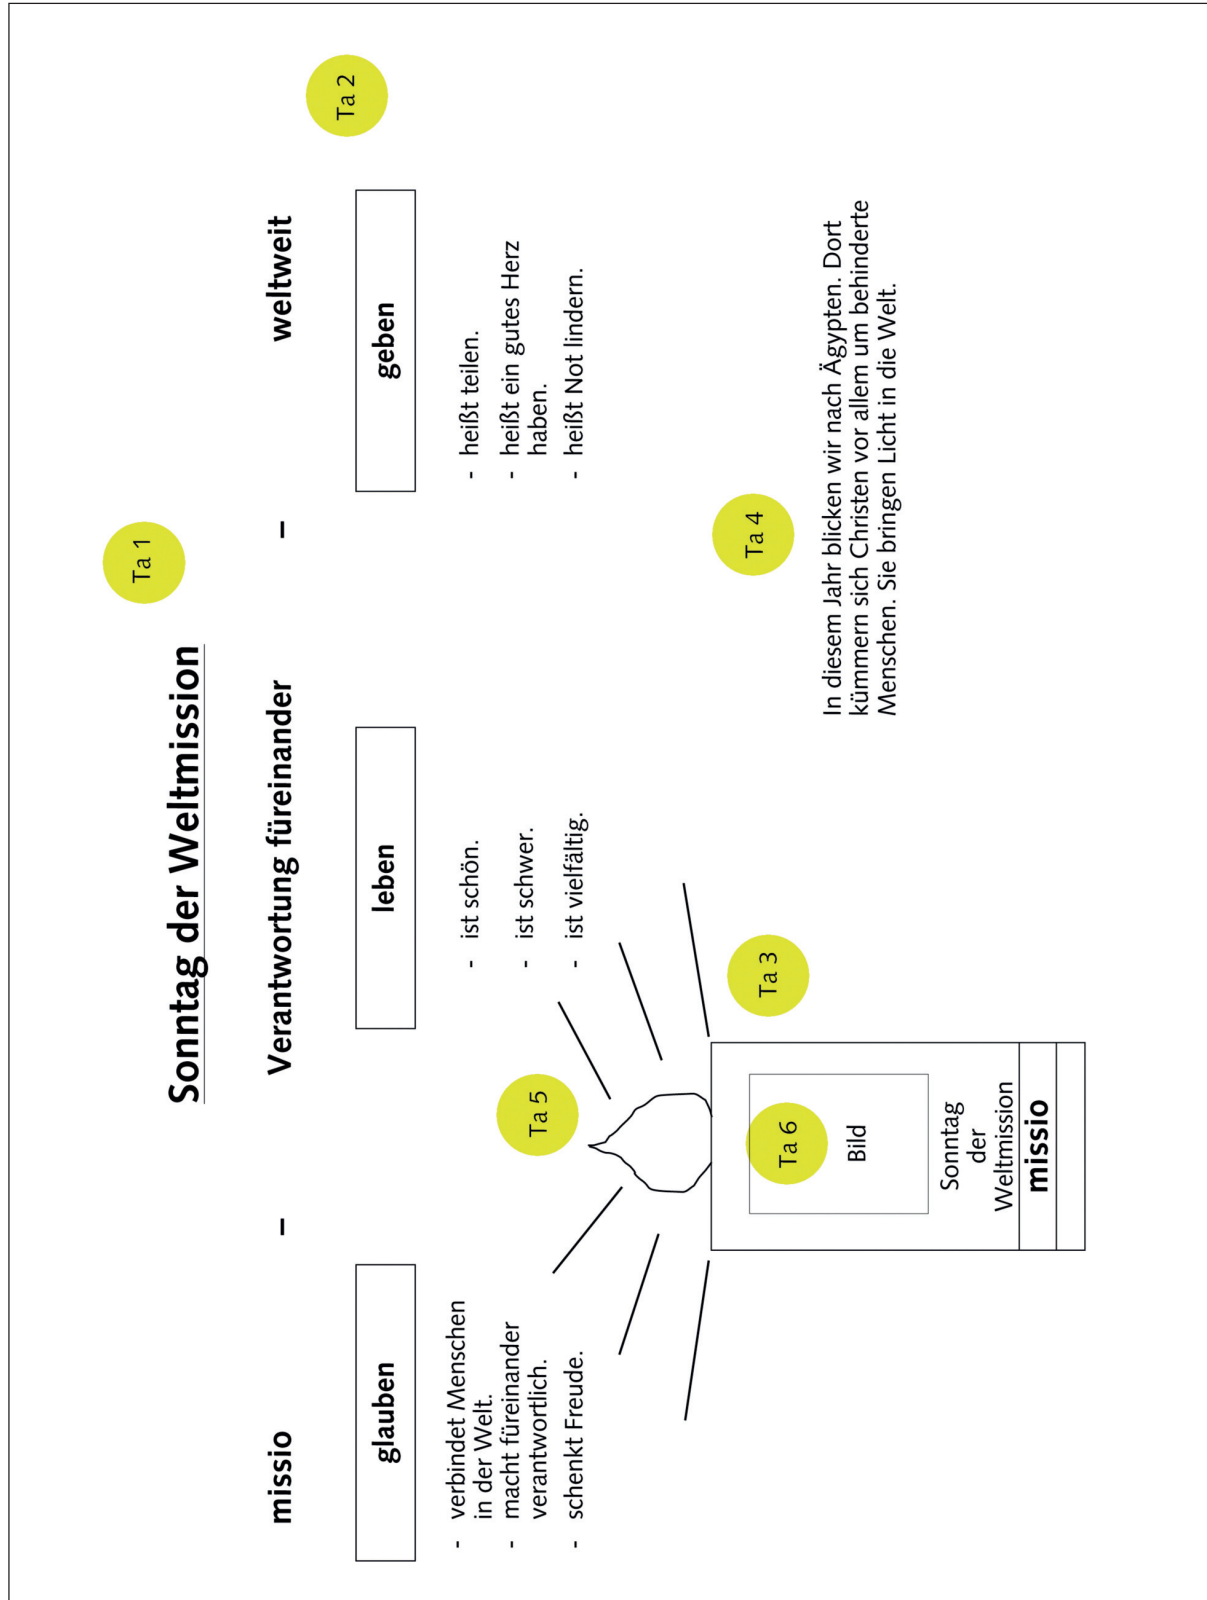 Ta 1
Sonntag der Weltmission
missio – Verantwortung füreinander – weltweit
Ta 2
glauben
- verbindet Menschen
in der Welt.
- macht füreinander
verantwortlich.
- schenkt Freude.
leben
- ist schön.
- ist schwer.
- ist vielfältig.
geben
- heißt teilen.
- heißt ein gutes Herz
haben.
- heißt Not lindern.
Ta 5
Ta 3
Ta 6
Bild
Sonntag
der
Weltmission
missio
Ta 4
In diesem Jahr blicken wir nach Ägypten. Dort
kümmern sich Christen vor allem um behinderte
Menschen. Sie bringen Licht in die Welt.